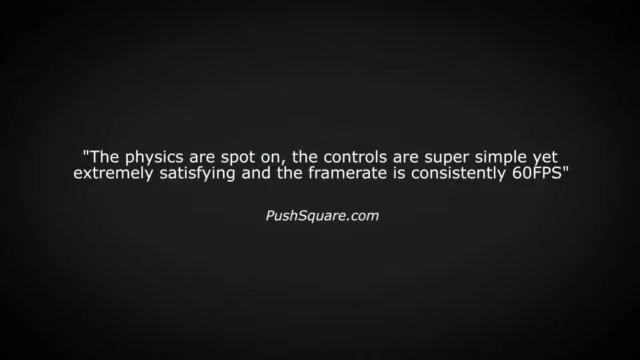 "The physics are spot on, the controls are super simple yet
extremely satisfying and the framerate is consistently 60FPS"
PushSquare.com